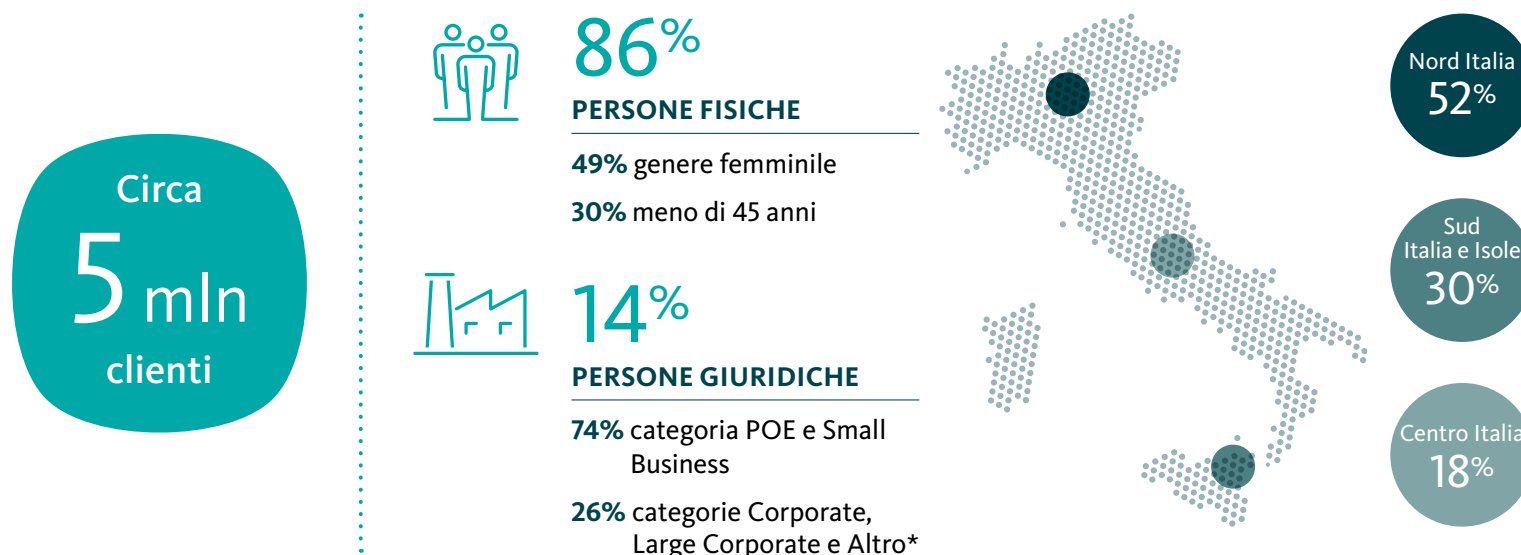 Circa
5 mln
clienti
86%
PERSONE FISICHE
49% genere femminile
30% meno di 45 anni
14%
PERSONE GIURIDICHE
74% categoria POE e Small
Business
26% categorie Corporate,
Large Corporate e Altro*
Nord Italia
52%
Sud
Italia e Isole
30%
Centro Italia
18%